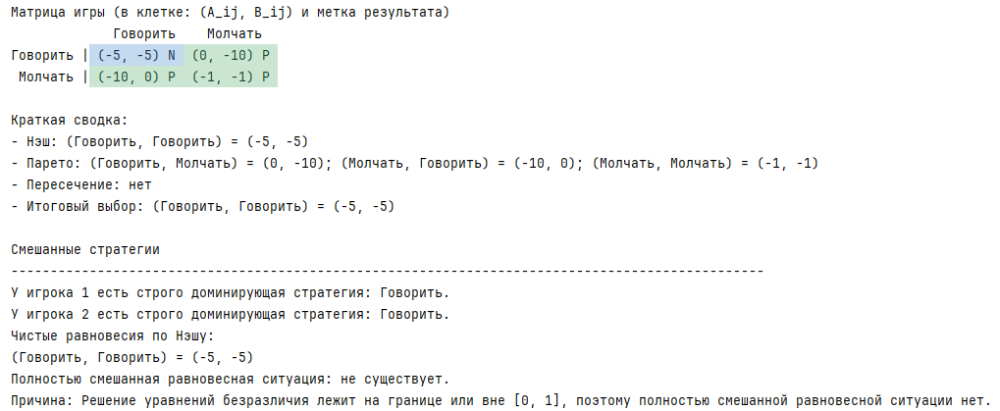 Матрица игры (в клетке: (A_ij, B_ij) и метка результата)
Говорить Молчать
Говорить | (-5, -5) N (0, -10) P
Молчать | (-10, 0) P (-1, -1) P
Краткая сводка:
- Нэш: (Говорить, Говорить) = (-5, -5)
- Парето: (Говорить, Молчать) = (0, -10); (Молчать, Говорить) = (-10, 0); (Молчать, Молчать) = (-1, -1)
- Пересечение: нет
- Итоговый выбор: (Говорить, Говорить) = (-5, -5)
Смешанные стратегии
------------------------------------------------------------------------------------------------
У игрока 1 есть строго доминирующая стратегия: Говорить.
У игрока 2 есть строго доминирующая стратегия: Говорить.
Чистые равновесия по Нэшу:
(Говорить, Говорить) = (-5, -5)
Полностью смешанная равновесная ситуация: не существует.
Причина: Решение уравнений безразличия лежит на границе или вне [0, 1], поэтому полностью смешанной равновесной ситуации нет.